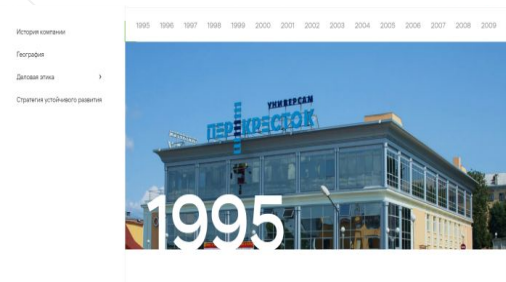 1995 1996 1997 1998 1999 2000 2001 2002 2003 2004 2005 2006 2007 2008 2009
История компании
География
Деловая этика
Стратегия устойчивого развития
УНИВЕРСАМ
ПЕРЕКРЕСТОК
1995